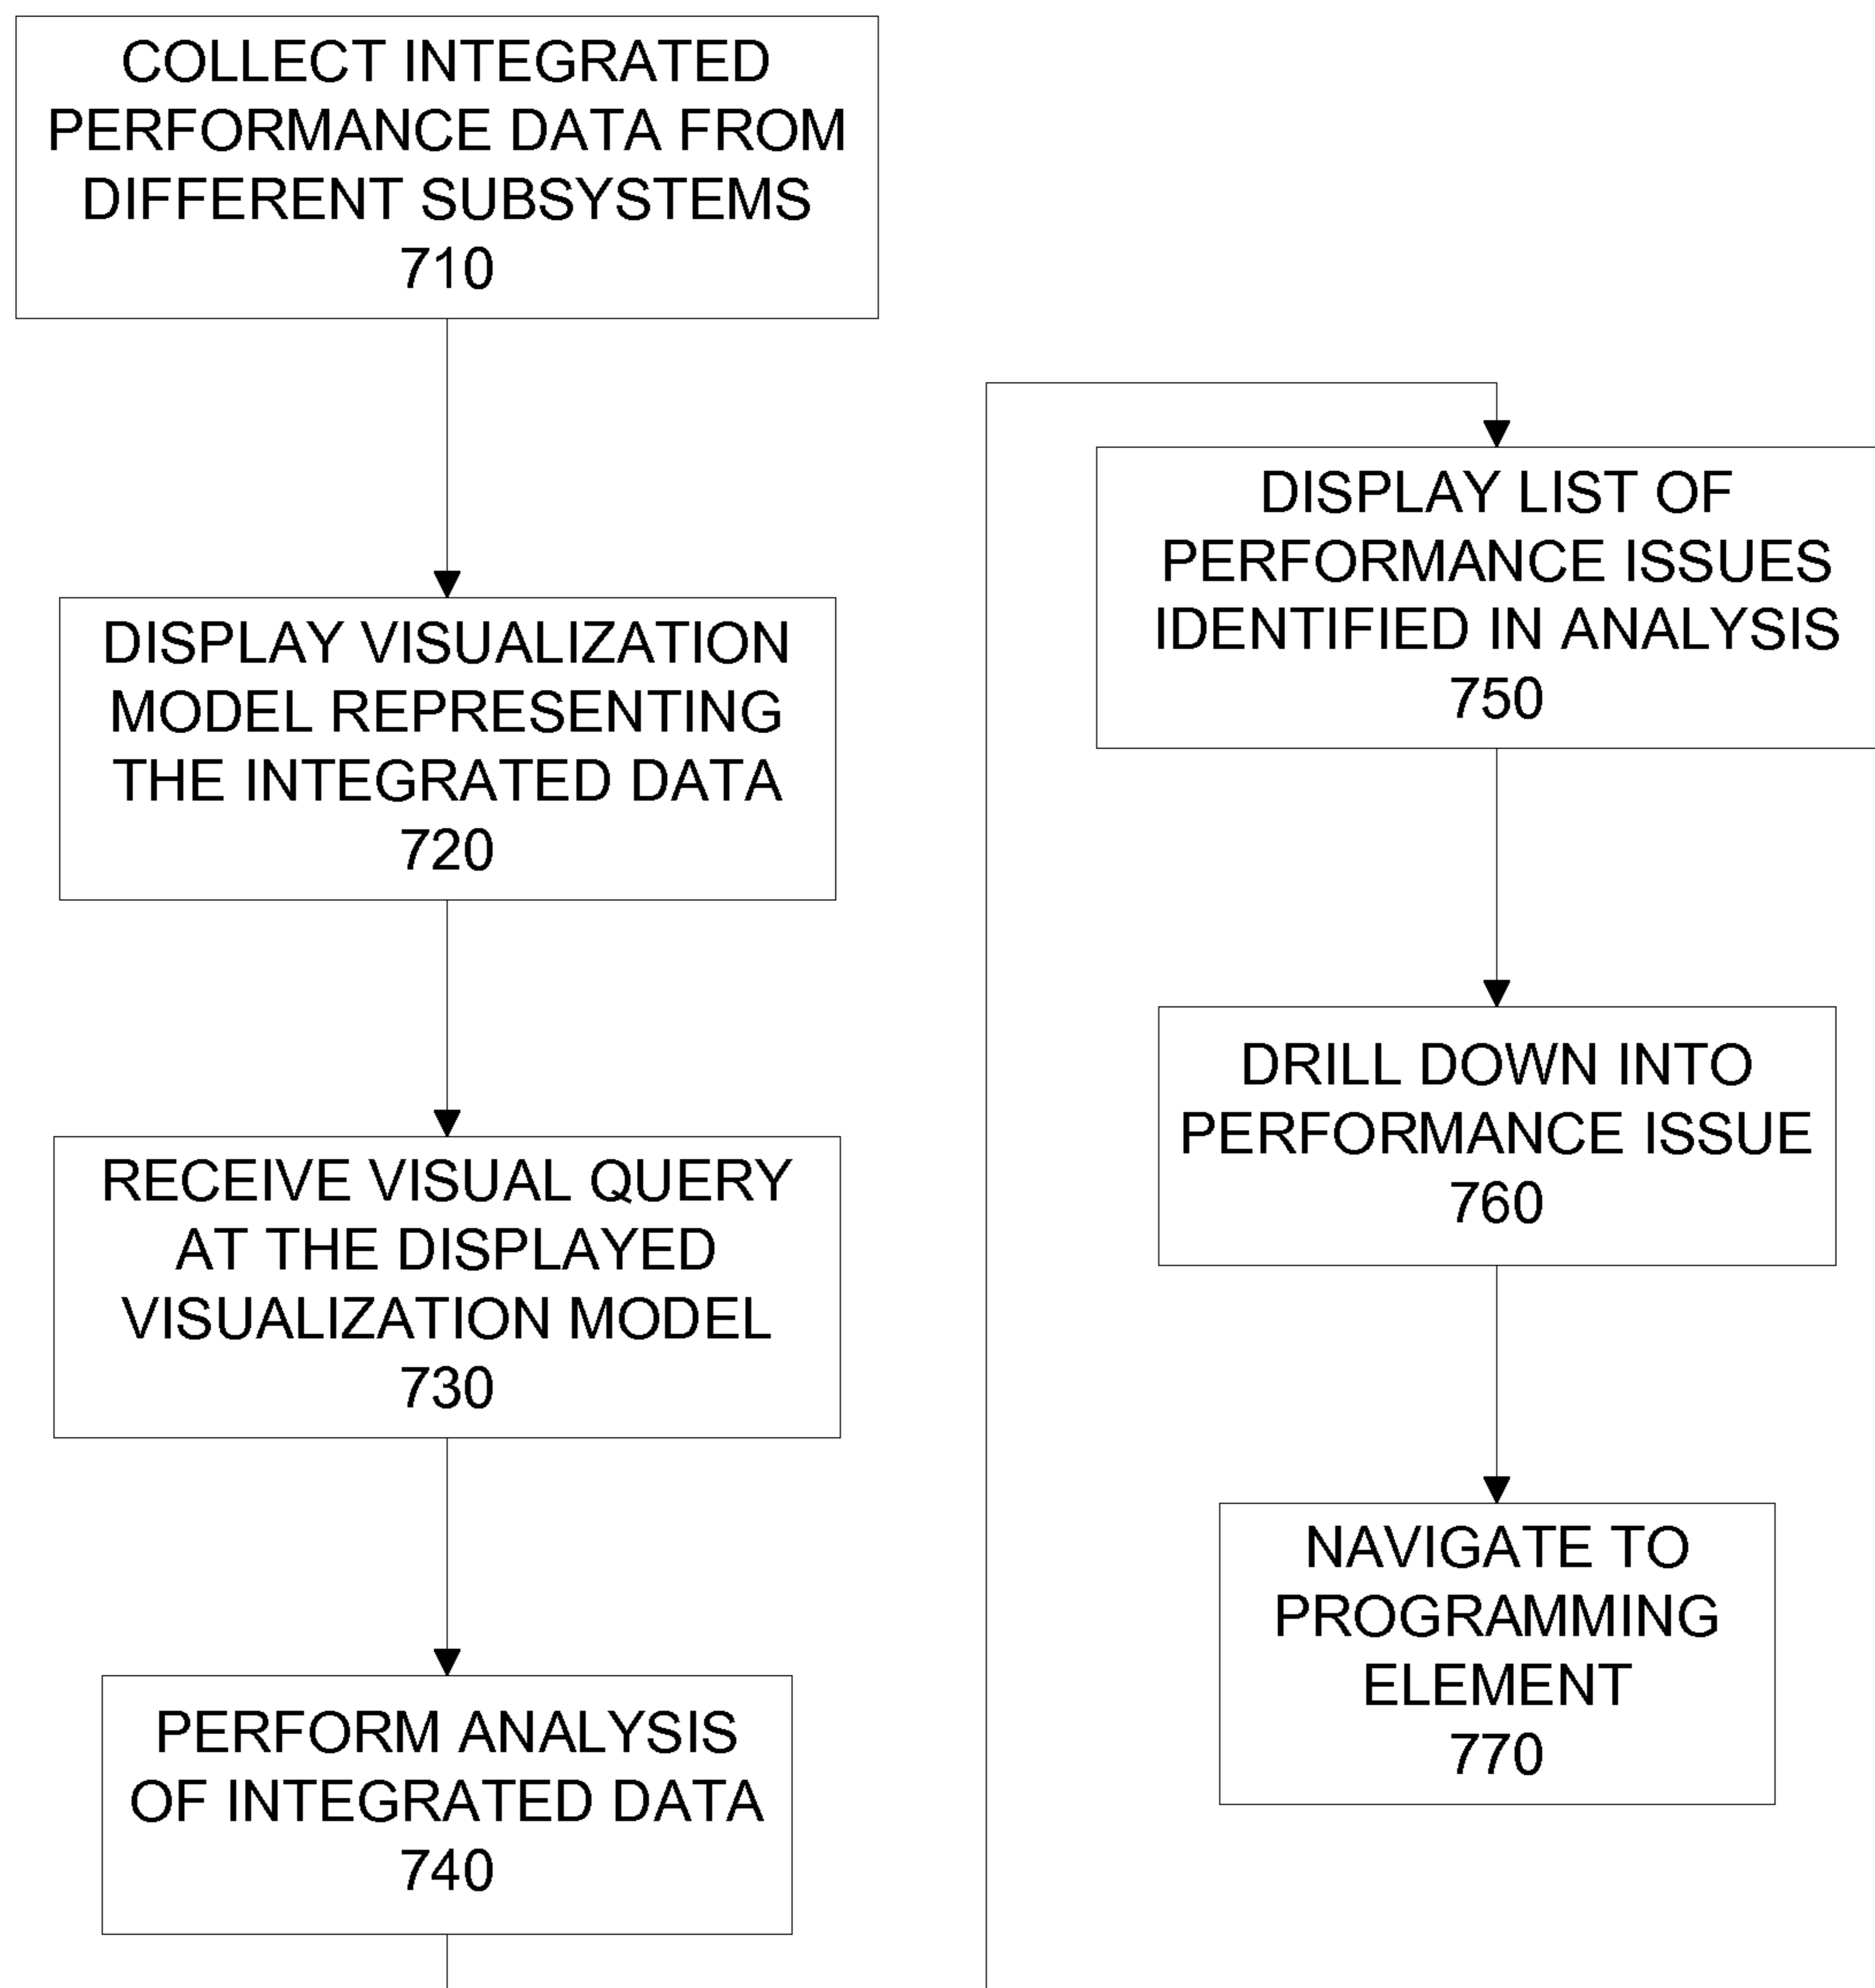 COLLECT INTEGRATED
PERFORMANCE DATA FROM
DIFFERENT SUBSYSTEMS
710
DISPLAY VISUALIZATION
MODEL REPRESENTING
THE INTEGRATED DATA
720
RECEIVE VISUAL QUERY
AT THE DISPLAYED
VISUALIZATION MODEL
730
PERFORM ANALYSIS
OF INTEGRATED DATA
740
DISPLAY LIST OF
PERFORMANCE ISSUES
IDENTIFIED IN ANALYSIS
750
DRILL DOWN INTO
PERFORMANCE ISSUE
760
NAVIGATE TO
PROGRAMMING
ELEMENT
770